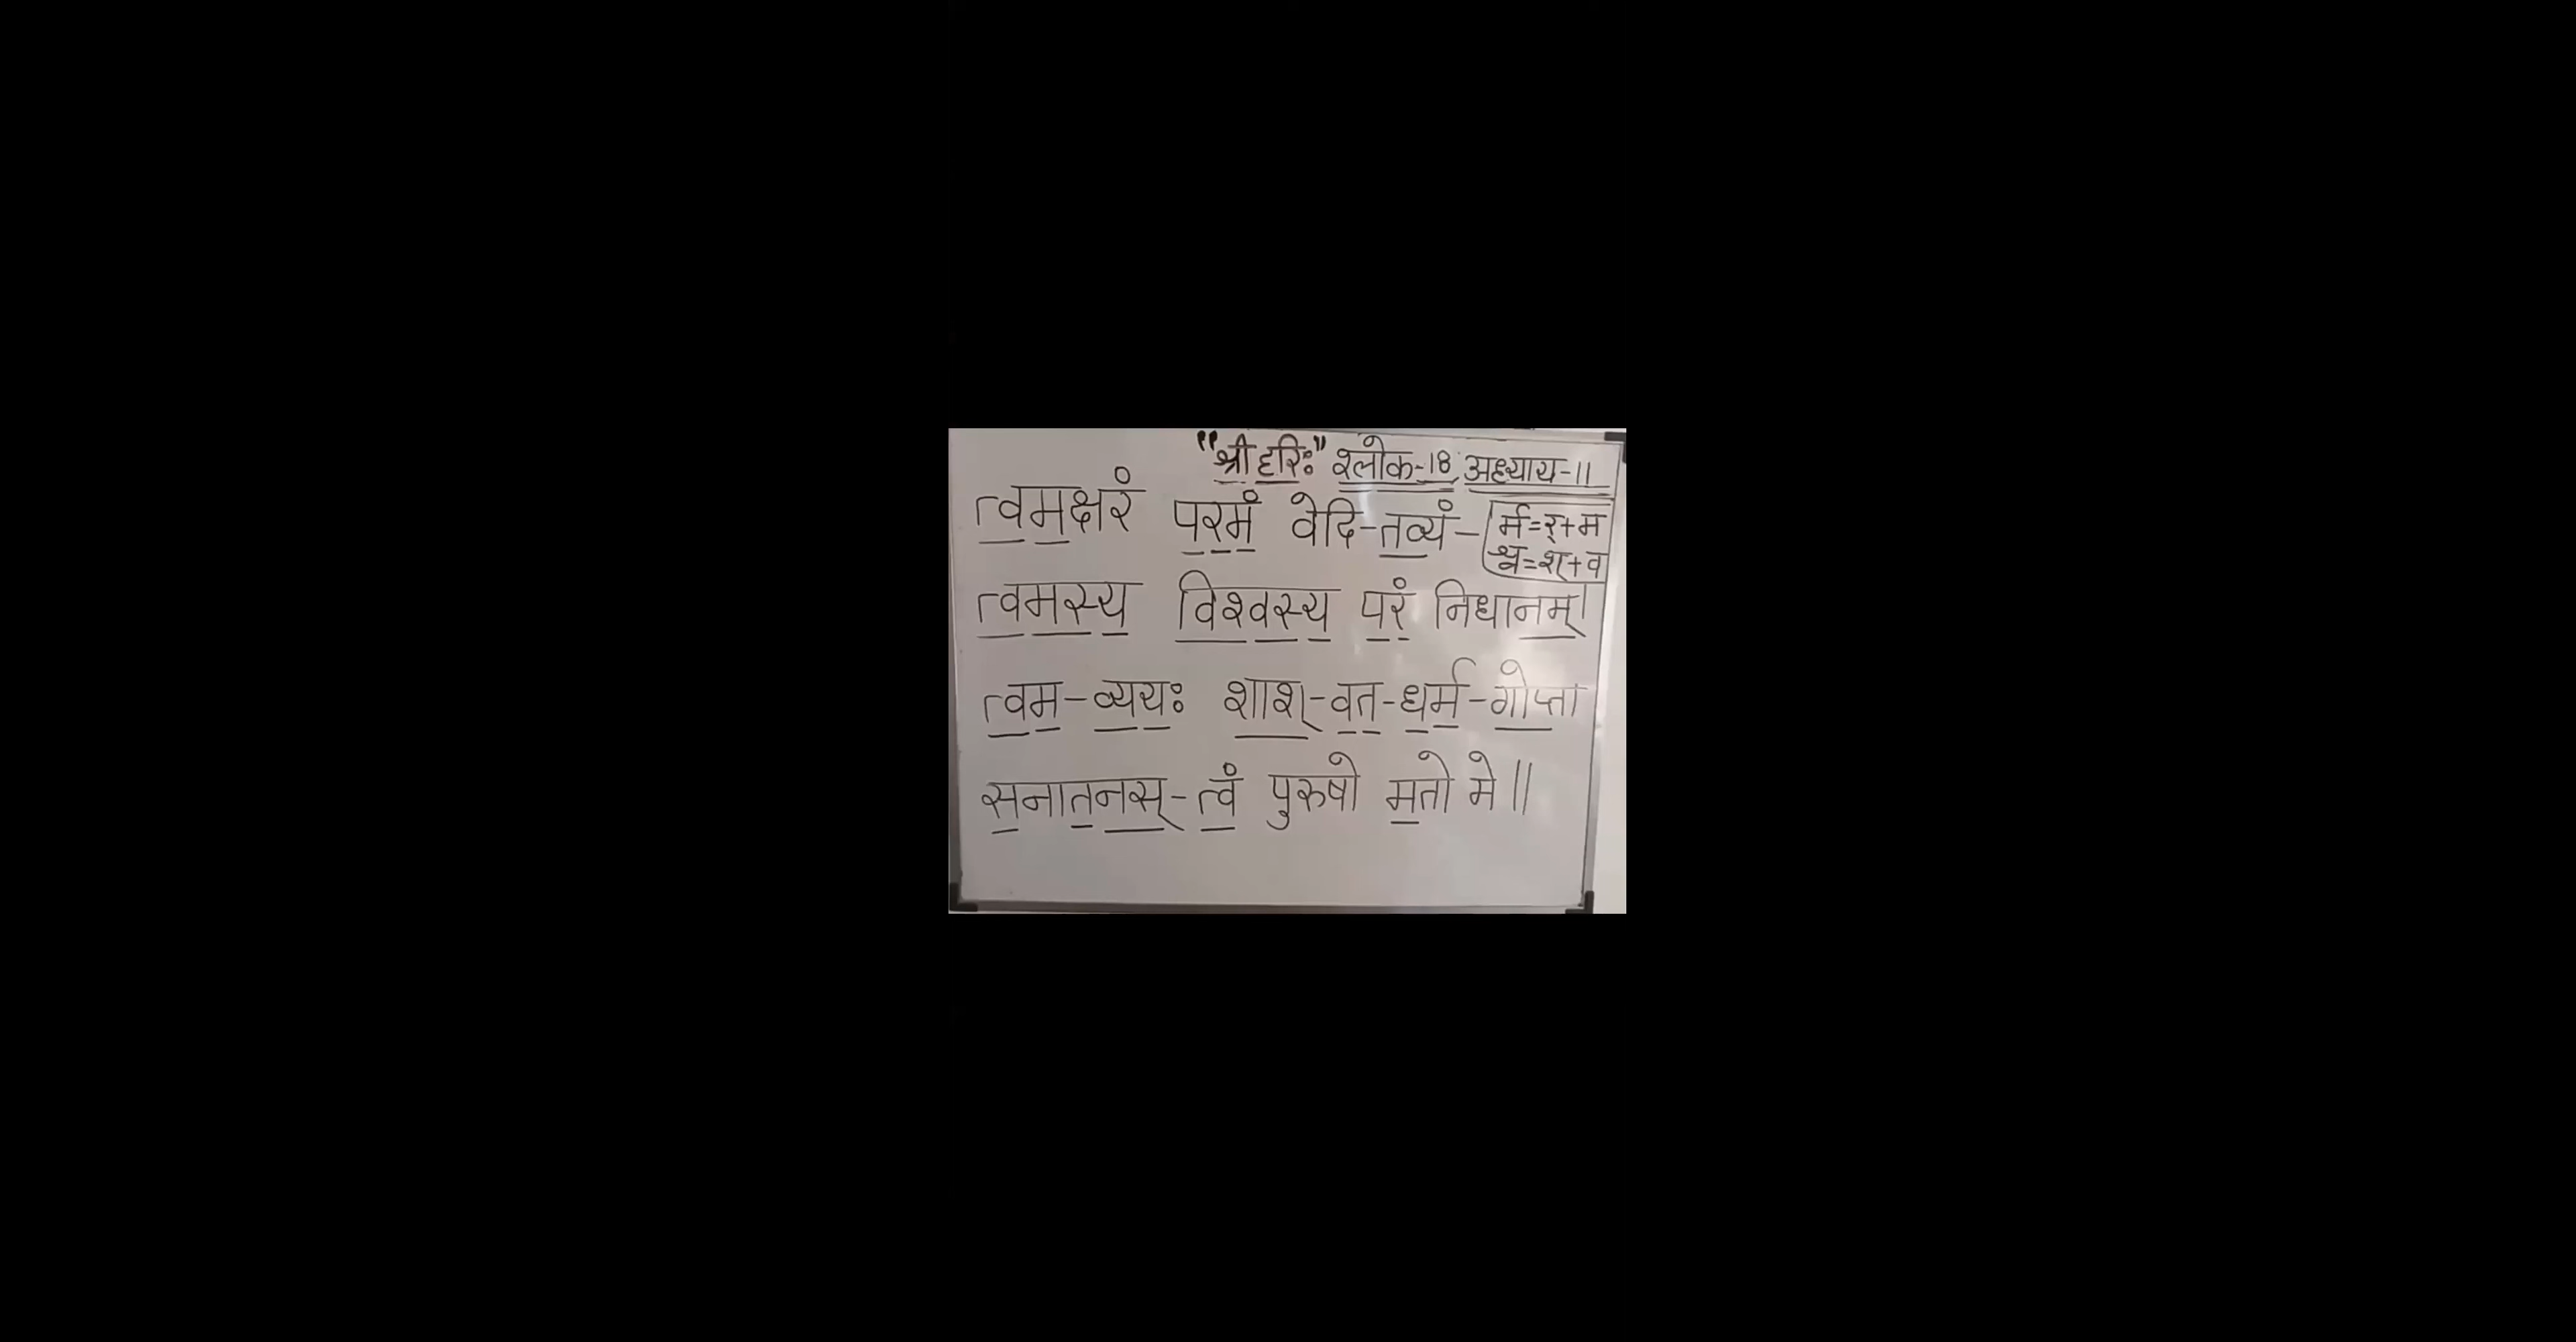 "श्री हरिः" श्लोक-18 अध्याय-11
त्वमक्षरं परमं वेदि-तव्यं-
र्म=र्+म
श्व=श्+व
त्वमस्य विश्वस्य परं निधानम्।
त्वम-व्ययः शाश्-वत-धर्म-गोप्ता
सनातनस्-त्वं पुरुषो मतो मे॥